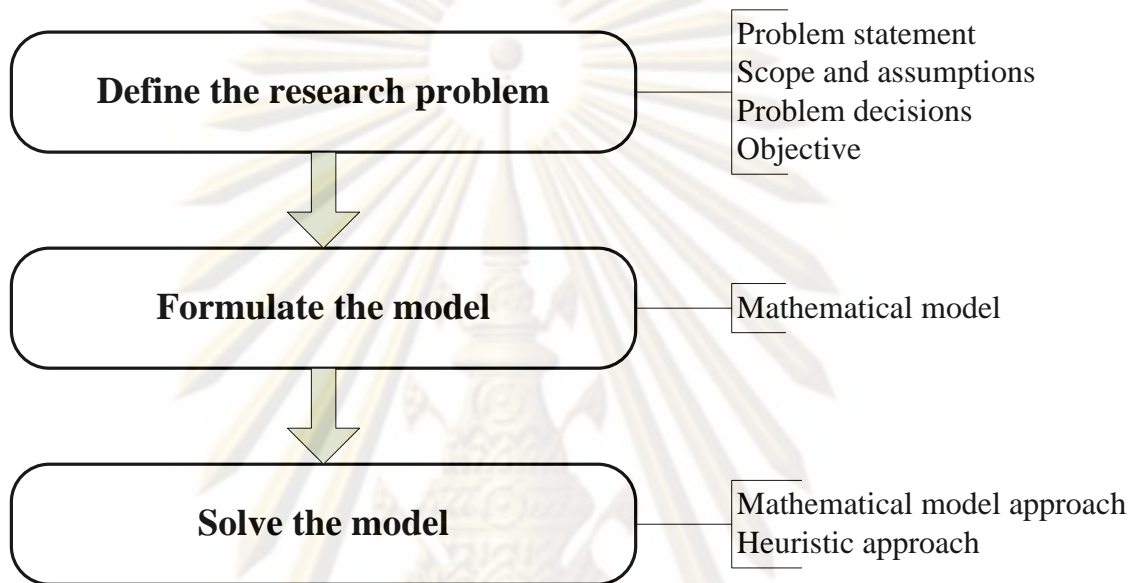 Define the research problem
Problem statement
Scope and assumptions
Problem decisions
Objective
Formulate the model
Mathematical model
Solve the model
Mathematical model approach
Heuristic approach